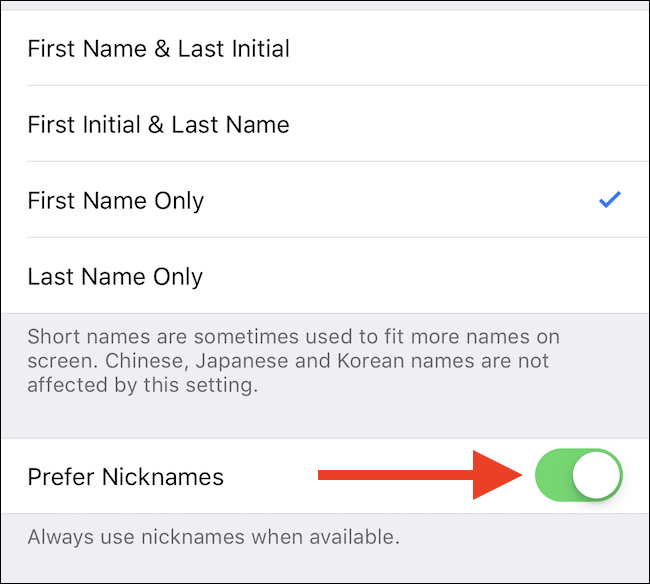 First Name & Last Initial
First Initial & Last Name
First Name Only
Last Name Only
Short names are sometimes used to fit more names on
screen. Chinese, Japanese and Korean names are not
affected by this setting.
Prefer Nicknames
Always use nicknames when available.